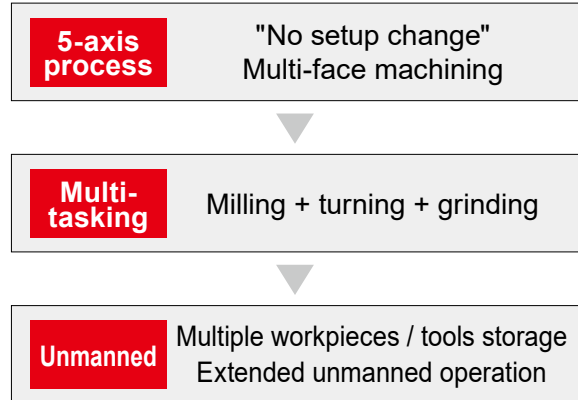 5-axis
process
"No setup change"
Multi-face machining
Multi-
tasking
Milling + turning + grinding
Unmanned
Multiple workpieces / tools storage
Extended unmanned operation